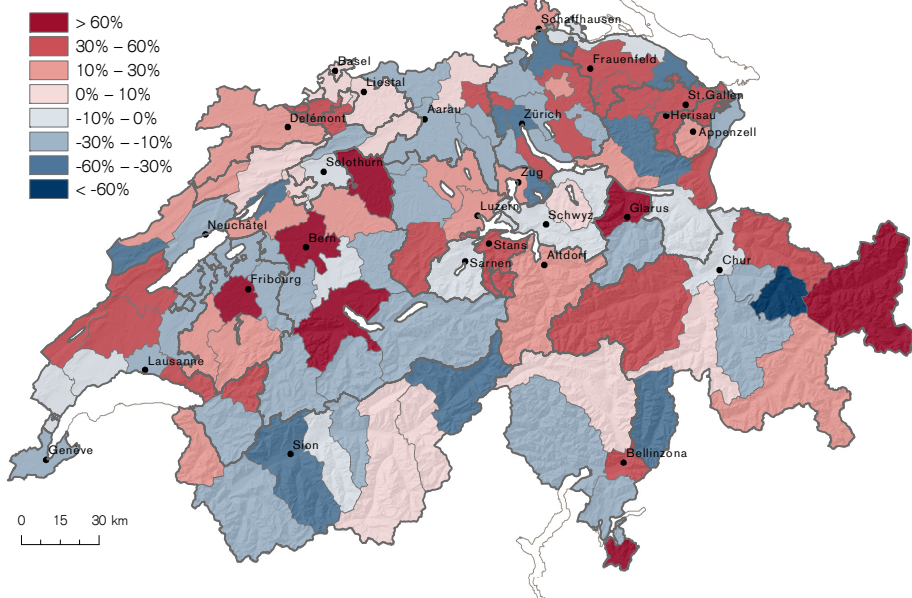 > 60%
30% – 60%
10% – 30%
0% – 10%
-10% – 0%
-30% – -10%
-60% – -30%
< -60%
Schaffhausen
Basel
Frauenfeld
Liestal
St.Gallen
Aarau
Delémont
Zürich
Herisau
Appenzell
Solothurn
Zug
Luzern
Schwyz
Glarus
Neuchâtel
Bern
Stans
Sarnen
Altdorf
Chur
Fribourg
Lausanne
Sion
Genève
Bellinzona
0 15 30 km